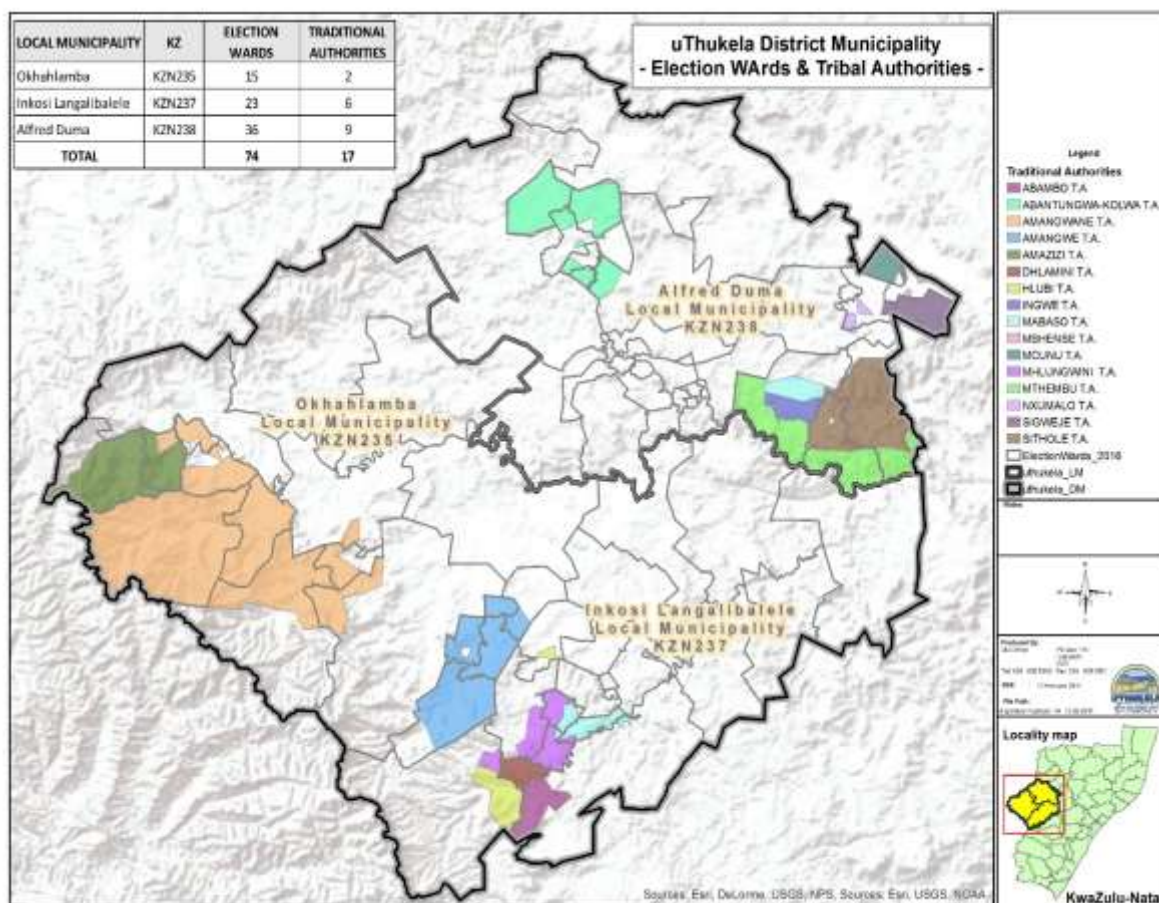 LOCAL MUNICIPALITY KZ ELECTION WARDS TRADITIONAL AUTHORITIES
Okhahlamba KZN235 15 2
Inkosi Langalibalele KZN237 23 6
Alfred Duma KZN238 36 9
TOTAL 74 17
uThukela District Municipality
- Election WArds & Tribal Authorities -
Alfred Duma
Local Municipality
KZN238
Okhahlamba
Local Municipality
KZN235
Inkosi Langalibalele
Local Municipality
KZN237
Sources: Esri, DeLorme, USGS, NPS, Sources: Esri, USGS, NOAA
Legend
Traditional Authorities
ABAMBO T.A.
ABANTUNGWA-KOLWA T.A.
AMANGWANE T.A.
AMANGWE T.A.
AMAZIZI T.A.
DHLAMINI T.A.
HLUBI T.A.
INGWE T.A.
MABASO T.A.
MCUNU T.A.
MHLUNGWINI T.A.
MTHEMBU T.A.
NXUMALO T.A.
SIGWEJE T.A.
SITHOLE T.A.
ElectionWards_2016
uthukela_LM
uthukela_DM
Locality map
KwaZulu-Natal